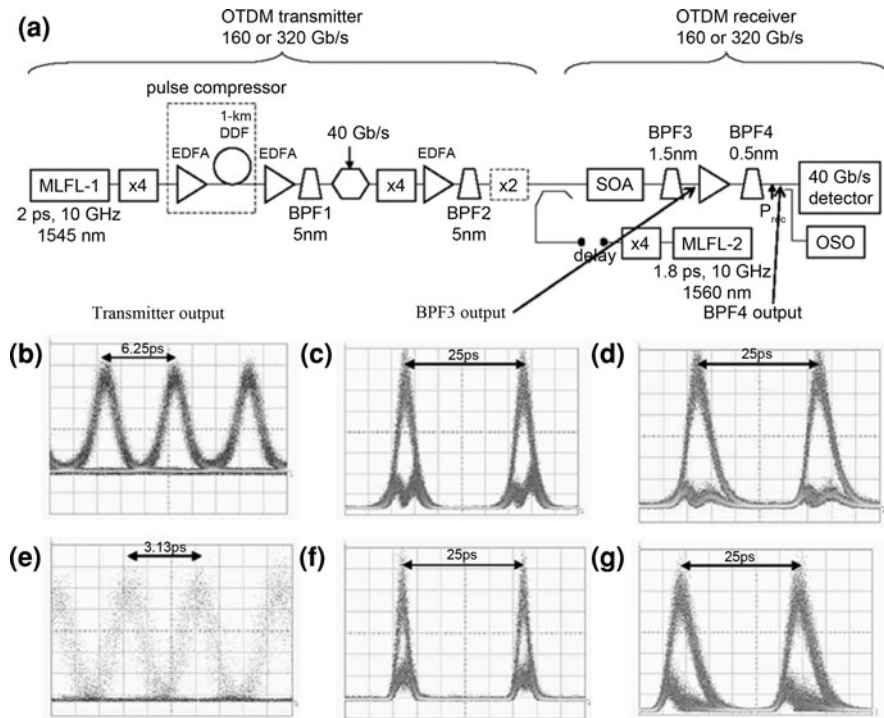 (a)
OTDM transmitter
160 or 320 Gb/s
OTDM receiver
160 or 320 Gb/s
pulse compressor
1-km
DDF
40 Gb/s
BPF3
1.5nm
BPF4
0.5nm
EDFA
EDFA
EDFA
MLFL-1
x4
x4
x2
SOA
40 Gb/s
detector
2 ps, 10 GHz
1545 nm
BPF1
5nm
BPF2
5nm
Prec
OSO
delay
x4
MLFL-2
1.8 ps, 10 GHz
1560 nm
Transmitter output
BPF3 output
BPF4 output
(b)
6.25ps
(c)
25ps
(d)
25ps
(e)
3.13ps
(f)
25ps
(g)
25ps